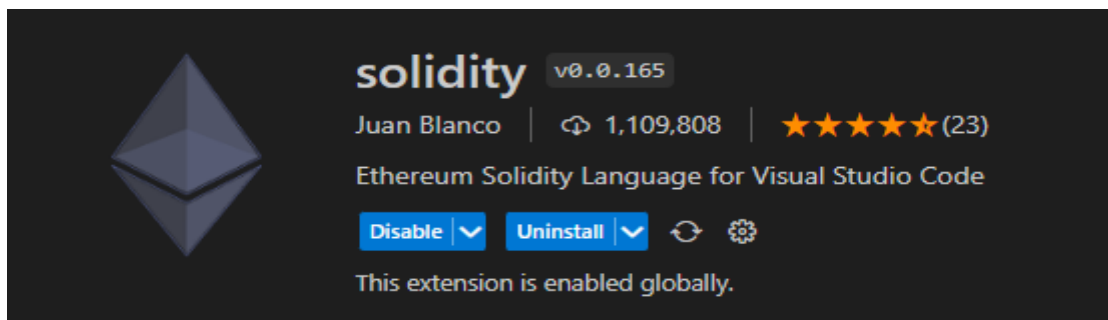 solidity v0.0.165
Juan Blanco 1,109,808 (23)
Ethereum Solidity Language for Visual Studio Code
Disable Uninstall
This extension is enabled globally.